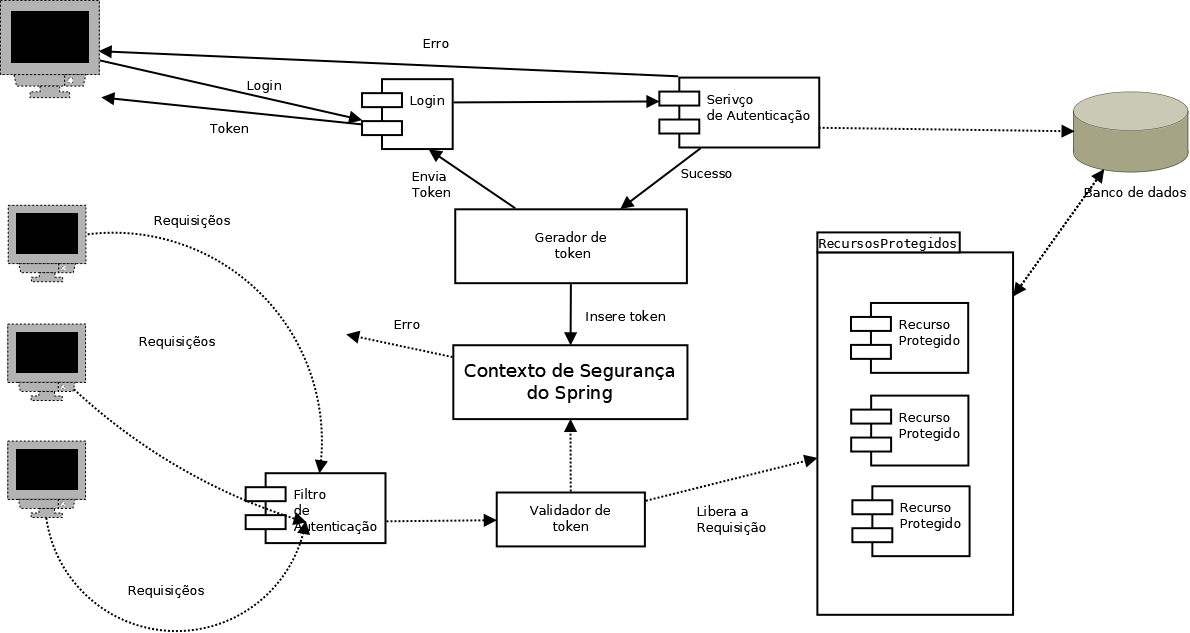 Erro
Login
Login
Token
Serivço
de Autenticação
Envia
Token
Sucesso
Banco de dados
Requisições
Gerador de
token
RecursosProtegidos
Insere token
Erro
Requisições
Contexto de Segurança
do Spring
Recurso
Protegido
Recurso
Protegido
Filtro
de
Autenticação
Validador de
token
Libera a
Requisição
Recurso
Protegido
Requisições